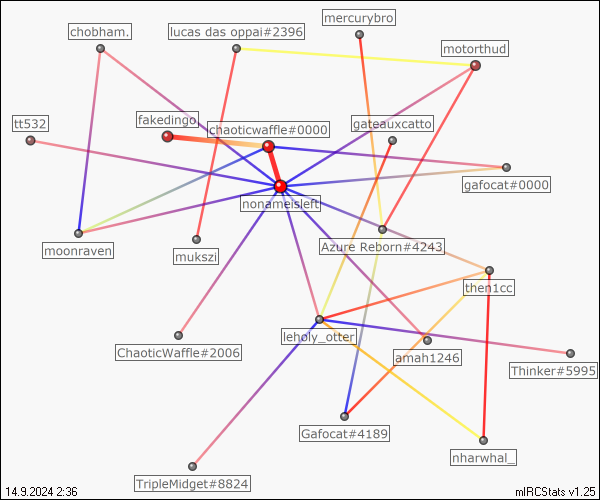 mercurybro
chobham.
lucas das oppai#2396
motorthud
fakedingo.
tt532
chaoticwaffle#0000
gateauxcatto
gafocat#0000
nonameisleft
moonraven
mukszi
Azure Reborn#4243
then1cc
leholy_otter
ChaoticWaffle#2006
amah1246
Thinker#5995
Gafocat#4189
nharwhal_
TripleMidget#8824
14.9.2024 2:36
mIRCStats v1.25